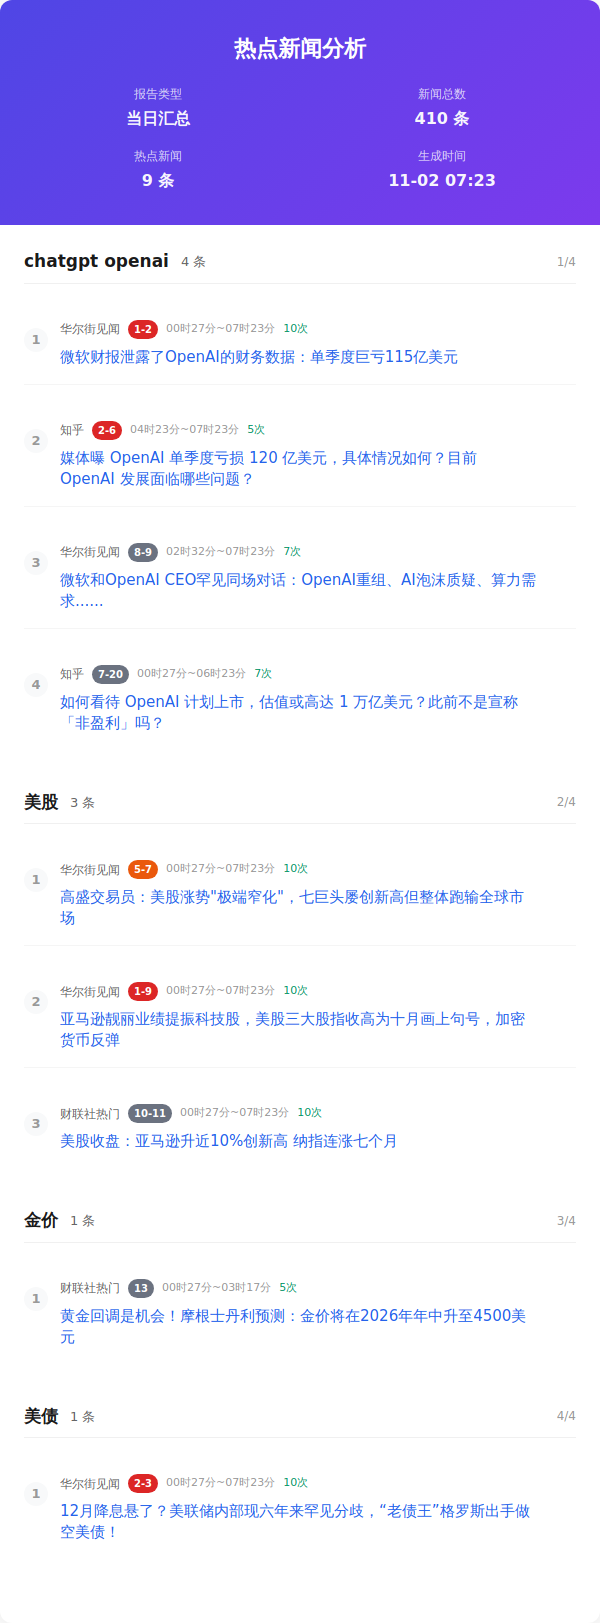 热点新闻分析
报告类型
新闻总数
当日汇总
410 条
热点新闻
生成时间
9 条
11-02 07:23
chatgpt openai 4 条 1/4
1
华尔街见闻 1-2 00时27分~07时23分 10次
微软财报泄露了OpenAI的财务数据：单季度巨亏115亿美元
2
知乎 2-6 04时23分~07时23分 5次
媒体曝 OpenAI 单季度亏损 120 亿美元，具体情况如何？目前
OpenAI 发展面临哪些问题？
3
华尔街见闻 8-9 02时32分~07时23分 7次
微软和OpenAI CEO罕见同场对话：OpenAI重组、AI泡沫质疑、算力需
求……
4
知乎 7-20 00时27分~06时23分 7次
如何看待 OpenAI 计划上市，估值或高达 1 万亿美元？此前不是宣称
「非盈利」吗？
美股 3 条 2/4
1
华尔街见闻 5-7 00时27分~07时23分 10次
高盛交易员：美股涨势"极端窄化"，七巨头屡创新高但整体跑输全球市
场
2
华尔街见闻 1-9 00时27分~07时23分 10次
亚马逊靓丽业绩提振科技股，美股三大股指收高为十月画上句号，加密
货币反弹
3
财联社热门 10-11 00时27分~07时23分 10次
美股收盘：亚马逊升近10%创新高 纳指连涨七个月
金价 1 条 3/4
1
财联社热门 13 00时27分~03时17分 5次
黄金回调是机会！摩根士丹利预测：金价将在2026年年中升至4500美
元
美债 1 条 4/4
1
华尔街见闻 2-3 00时27分~07时23分 10次
12月降息悬了？美联储内部现六年来罕见分歧，“老债王”格罗斯出手做
空美债！